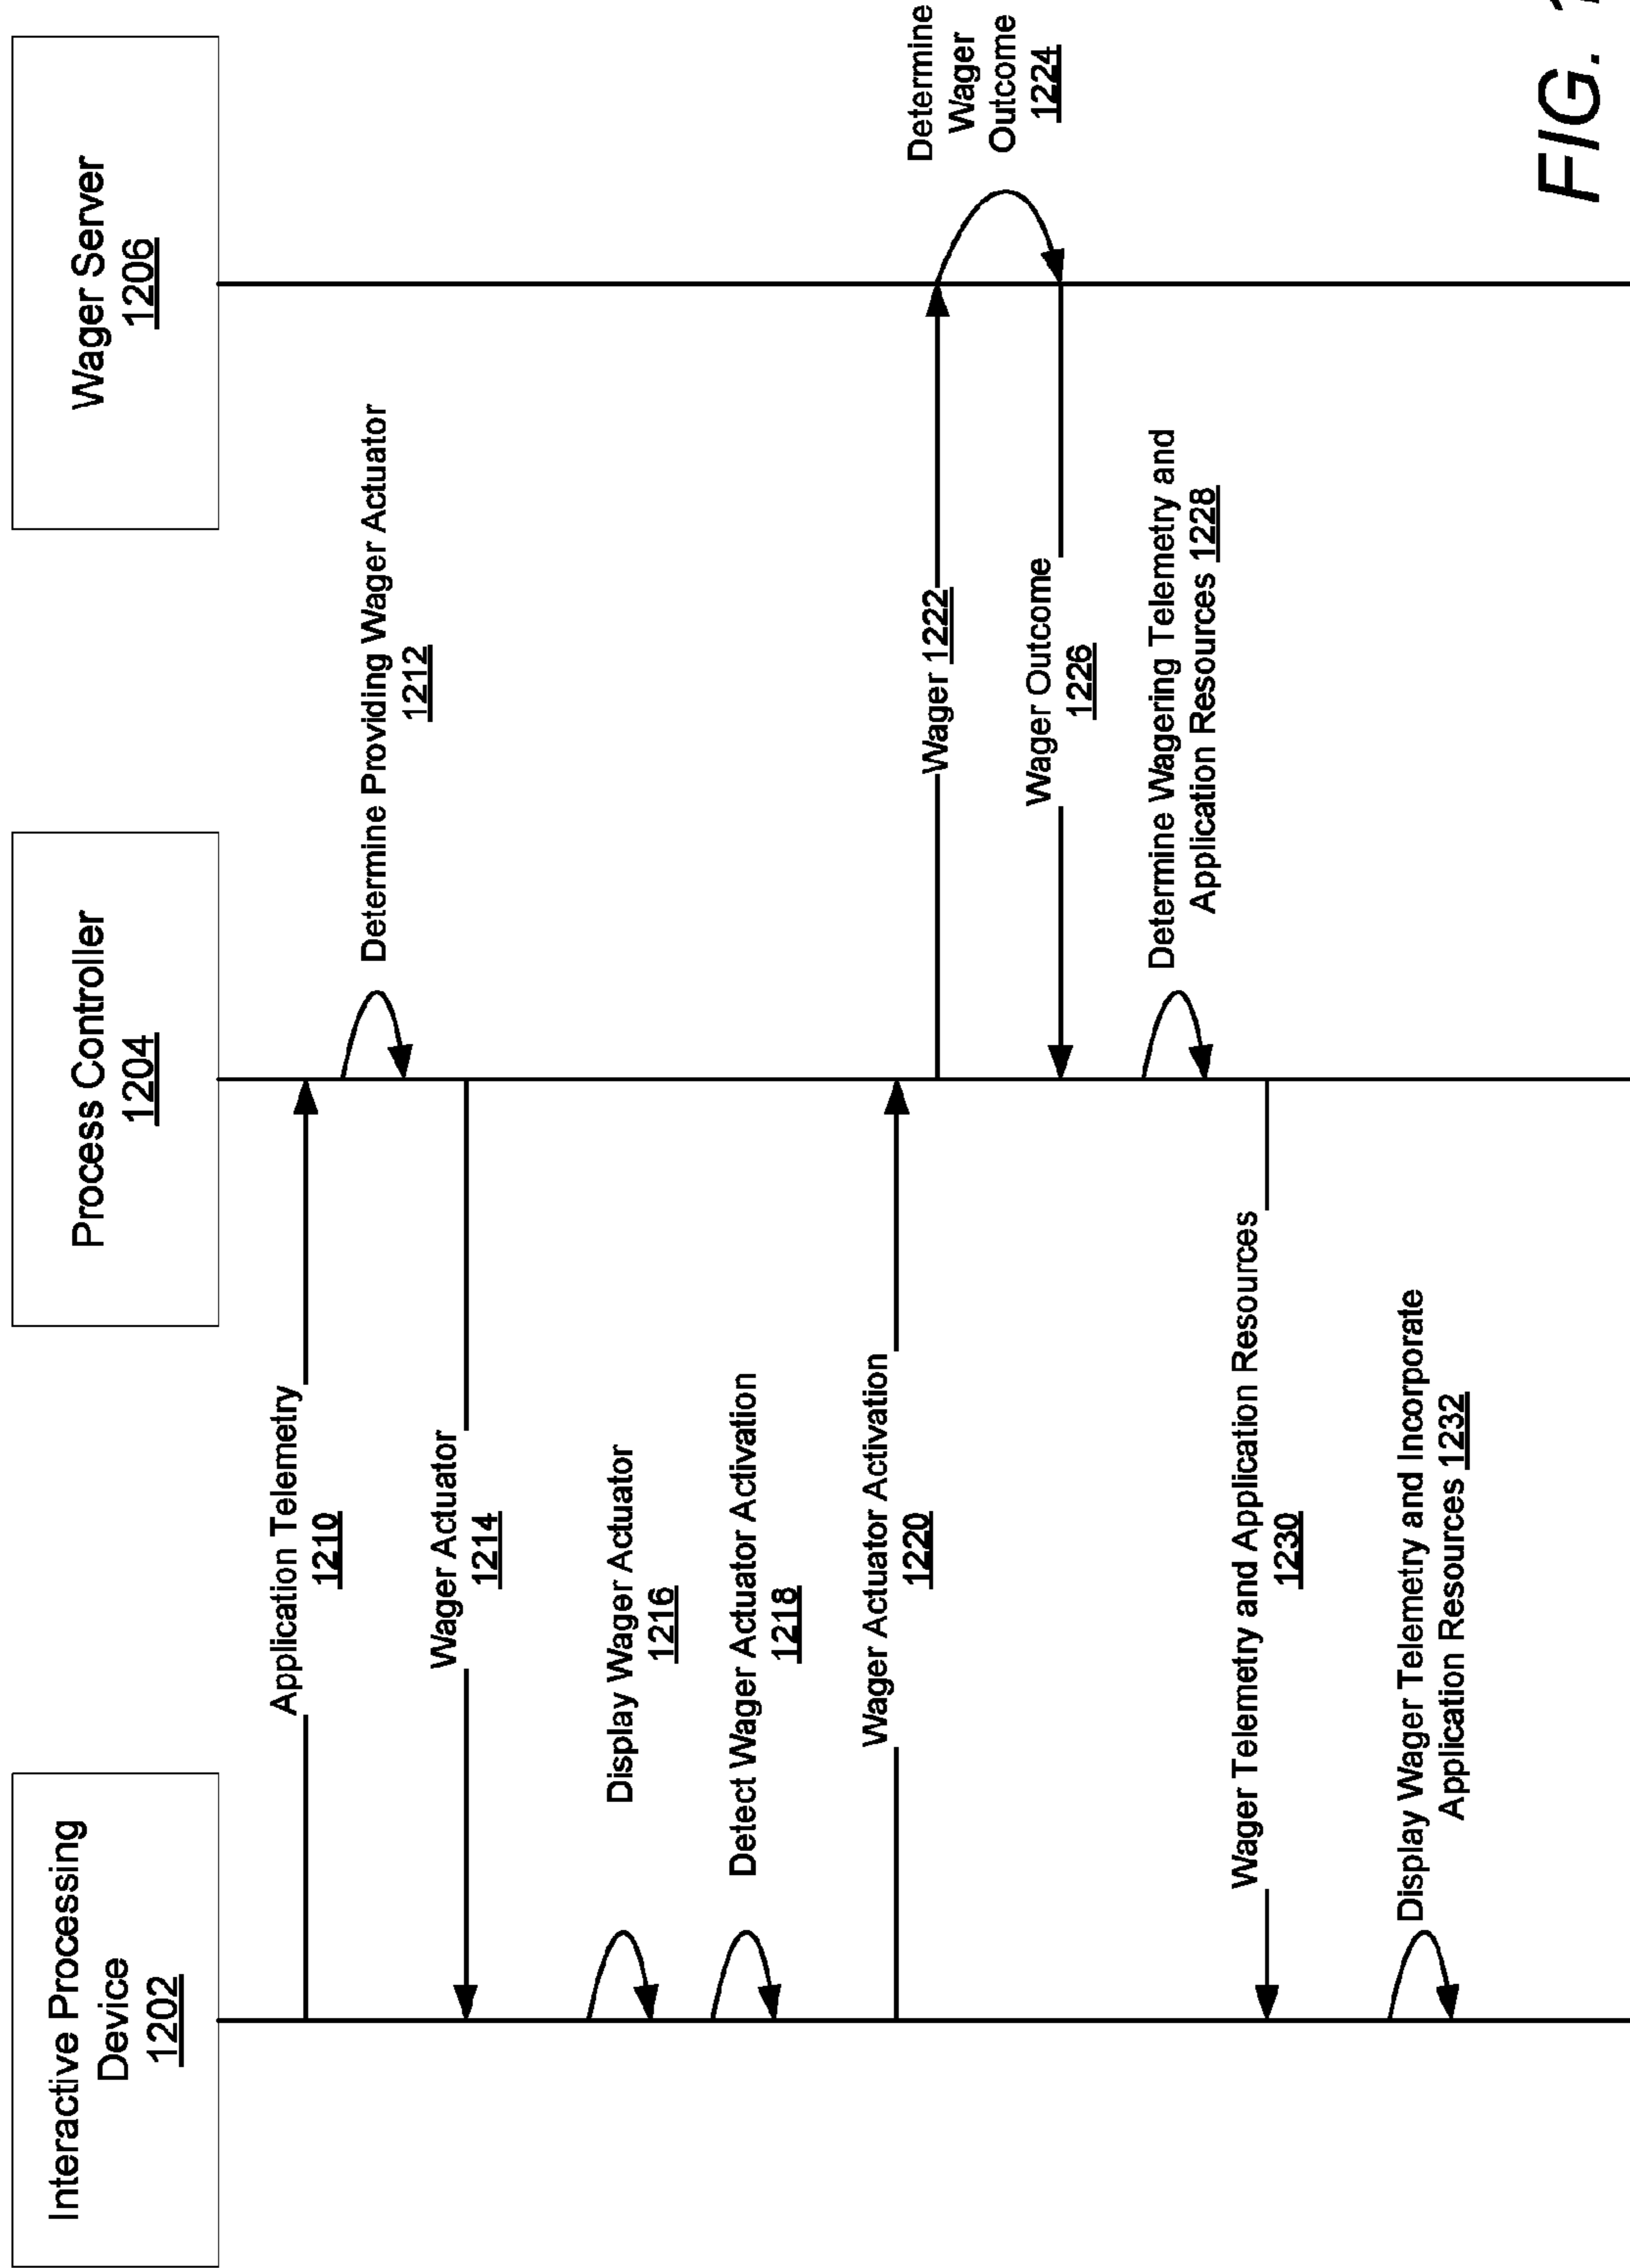 Interactive Processing
Device
1202
Process Controller
1204
Wager Server
1206
Application Telemetry
1210
Determine Providing Wager Actuator
1212
Wager Actuator
1214
Display Wager Actuator
1216
Detect Wager Actuator Activation
1218
Wager Actuator Activation
1220
Wager 1222
Determine
Wager
Outcome
1224
Wager Outcome
1226
Determine Wagering Telemetry and
Application Resources 1228
Wager Telemetry and Application Resources
1230
Display Wager Telemetry and Incorporate
Application Resources 1232
FIG.